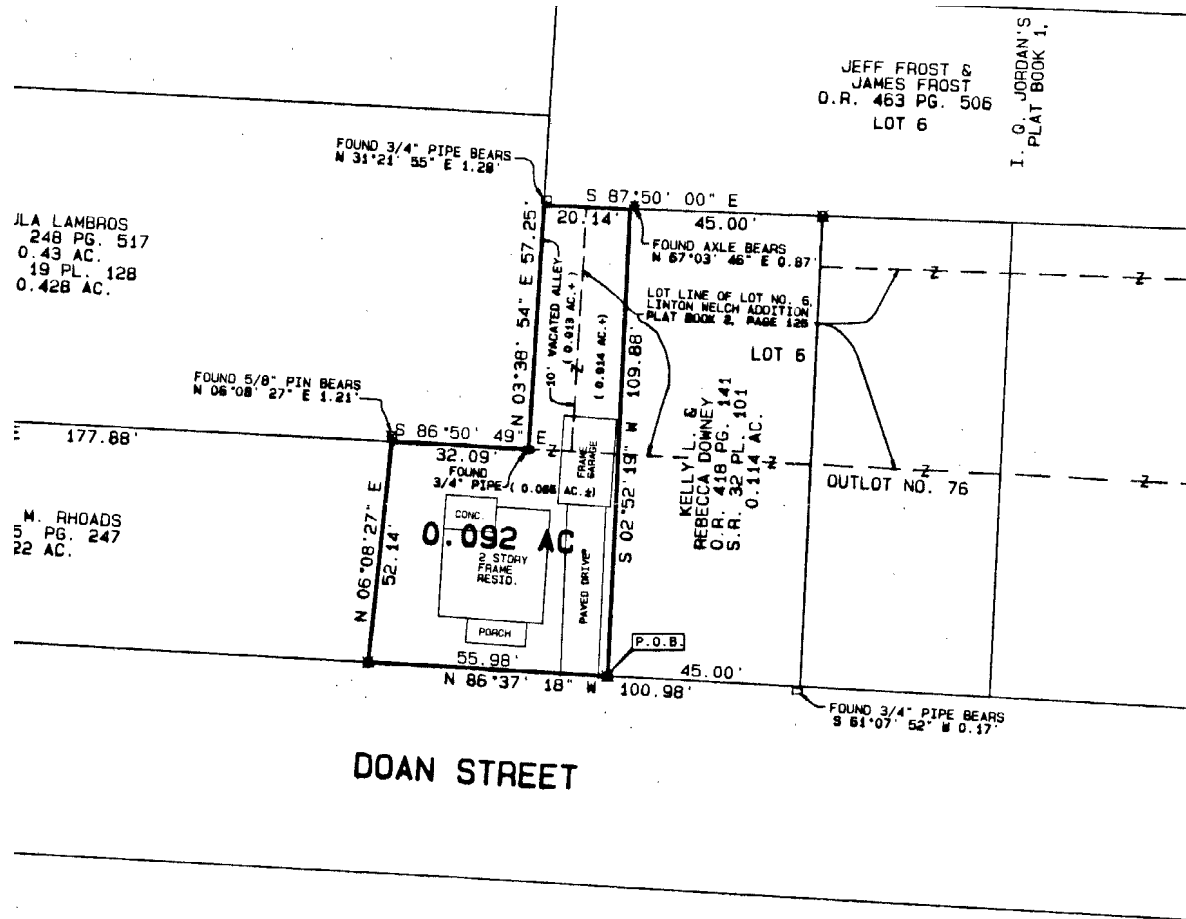 JEFF FROST &
JAMES FROST
O.R. 463 PG. 506
LOT 6
I. Q. JORDAN'S
PLAT BOOK 1,
FOUND 3/4" PIPE BEARS
N 31°21' 55" E 1.28'
S 87°50' 00" E
20.14'
45.00'
FOUND AXLE BEARS
N 67°03' 46" E 0.87'
LAMBROS
248 PG. 517
0.43 AC.
19 PL. 128
0.428 AC.
N 03°38' 54" E 57.25'
10' VACATED ALLEY
( 0.013 AC.± )
( 0.014 AC.±)
LOT LINE OF LOT NO. 6,
LINTON WELCH ADDITION
PLAT BOOK 2, PAGE 125
LOT 6
FOUND 5/8" PIN BEARS
N 06°08' 27" E 1.21'
177.88'
S 86°50' 49" E
32.09'
FOUND
3/4" PIPE
( 0.065 AC.±)
FRAME
GARAGE
S 02°52'19" W 109.88'
KELLY L. &
REBECCA DOWNEY
O.R. 418 PG. 141
S.R. 32 PL. 101
0.114 AC.
OUTLOT NO. 76
M. RHOADS
PG. 247
22 AC.
N 06°08'27" E
52.14'
CONC.
0.092 AC
2 STORY
FRAME
RESID.
PORCH
PAVED DRIVE
P.O.B.
55.98'
N 86°37' 18" W
100.98'
45.00'
FOUND 3/4" PIPE BEARS
S 61°07' 52" W 0.17'
DOAN STREET